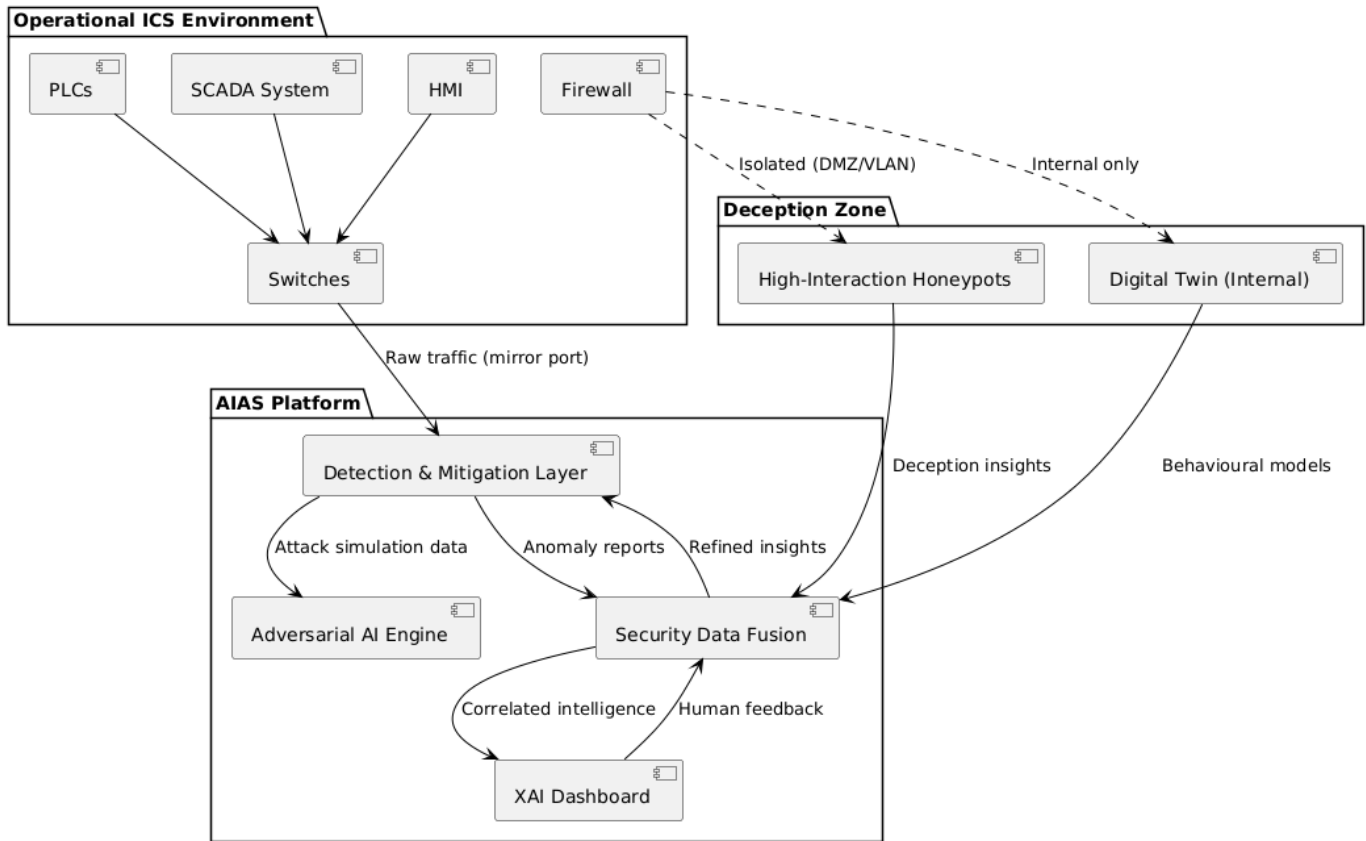 Operational ICS Environment
PLCs
SCADA System
HMI
Firewall
Isolated (DMZ/VLAN)
Internal only
Deception Zone
Switches
High-Interaction Honeypots
Digital Twin (Internal)
Raw traffic (mirror port)
AIAS Platform
Detection & Mitigation Layer
Deception insights
Behavioural models
Attack simulation data
Anomaly reports
Refined insights
Adversarial AI Engine
Security Data Fusion
Correlated intelligence
Human feedback
XAI Dashboard